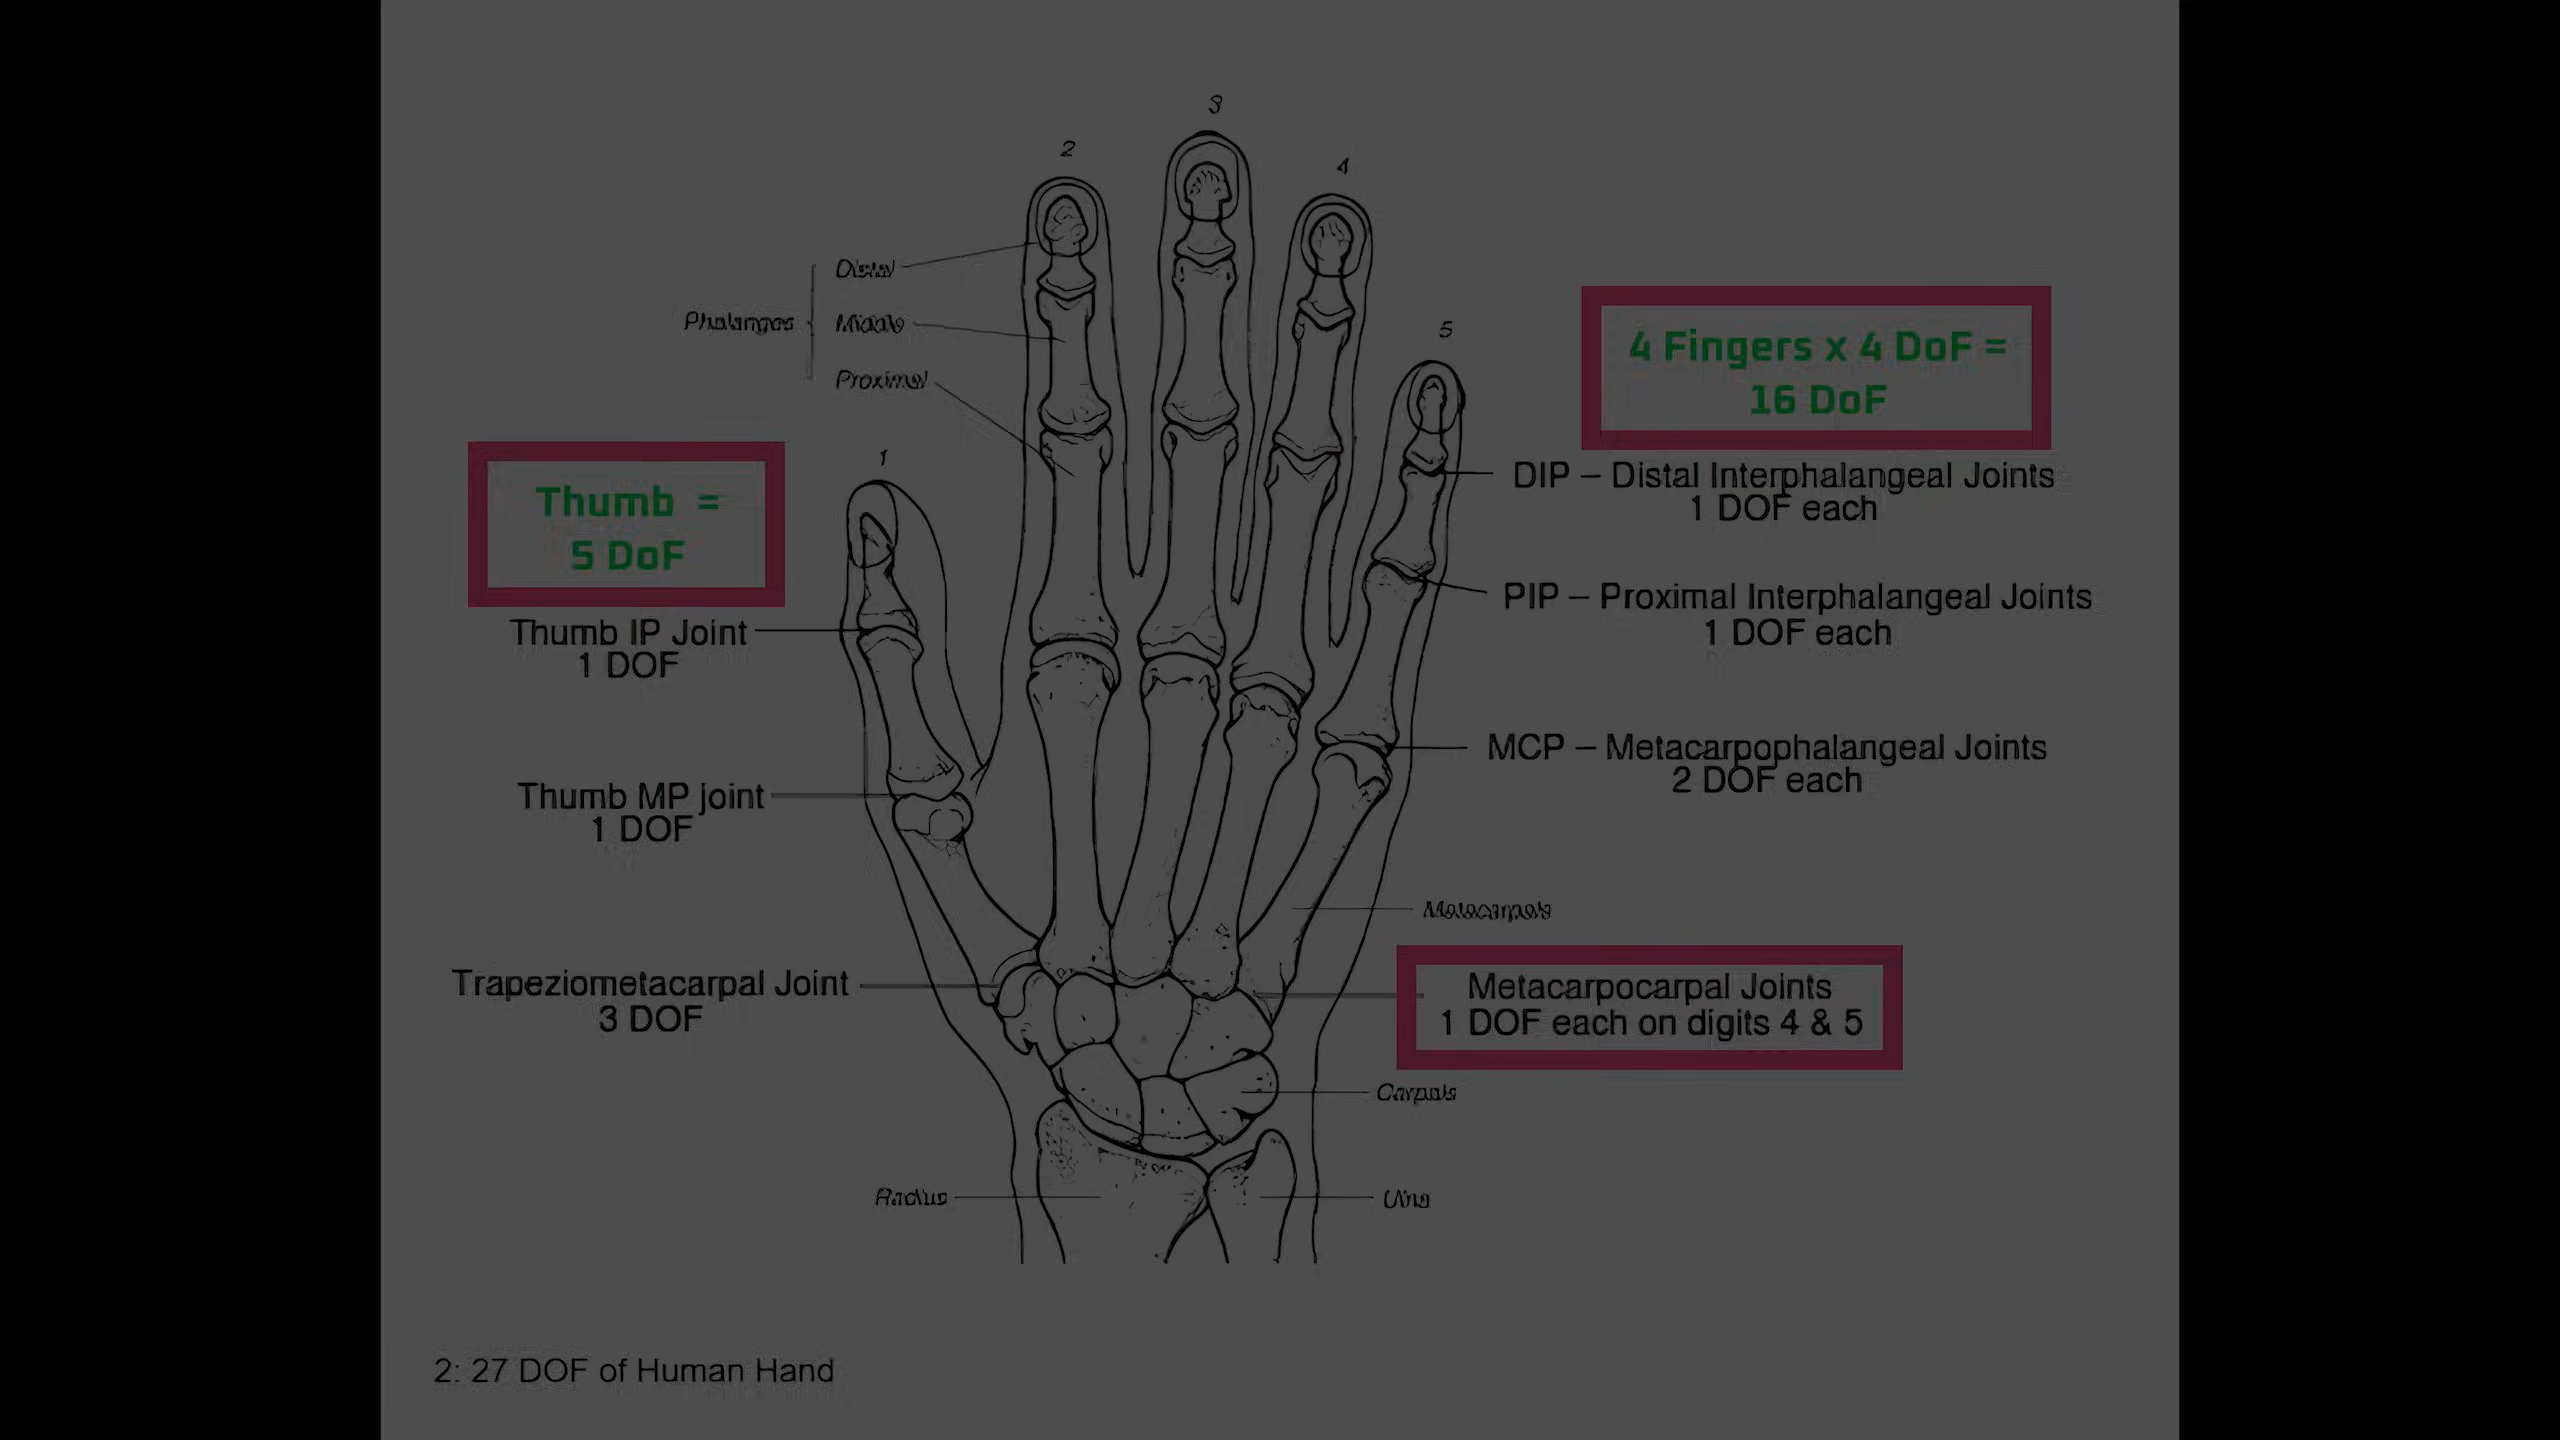 3
2
4
Distal
5
4 Fingers x 4 DoF =
16 DoF
Phalanges
Middle
Proximal
1
Thumb =
5 DoF
DIP – Distal Interphalangeal Joints
1 DOF each
PIP – Proximal Interphalangeal Joints
1 DOF each
Thumb IP Joint
1 DOF
MCP – Metacarpophalangeal Joints
2 DOF each
Thumb MP joint
1 DOF
Metacarpals
Trapeziometacarpal Joint
3 DOF
Metacarpocarpal Joints
1 DOF each on digits 4 & 5
Carpals
Radius
Ulna
2: 27 DOF of Human Hand